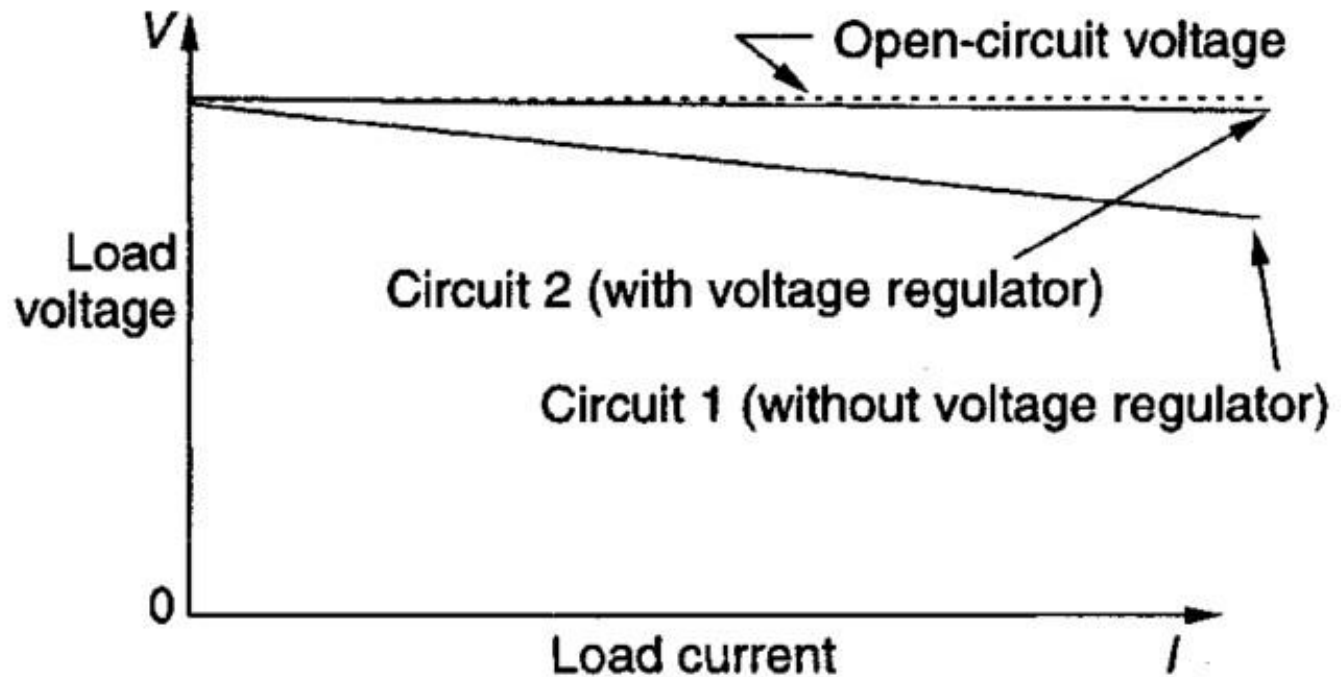 V
Open-circuit voltage
Load
voltage
Circuit 2 (with voltage regulator)
Circuit 1 (without voltage regulator)
0
Load current
I